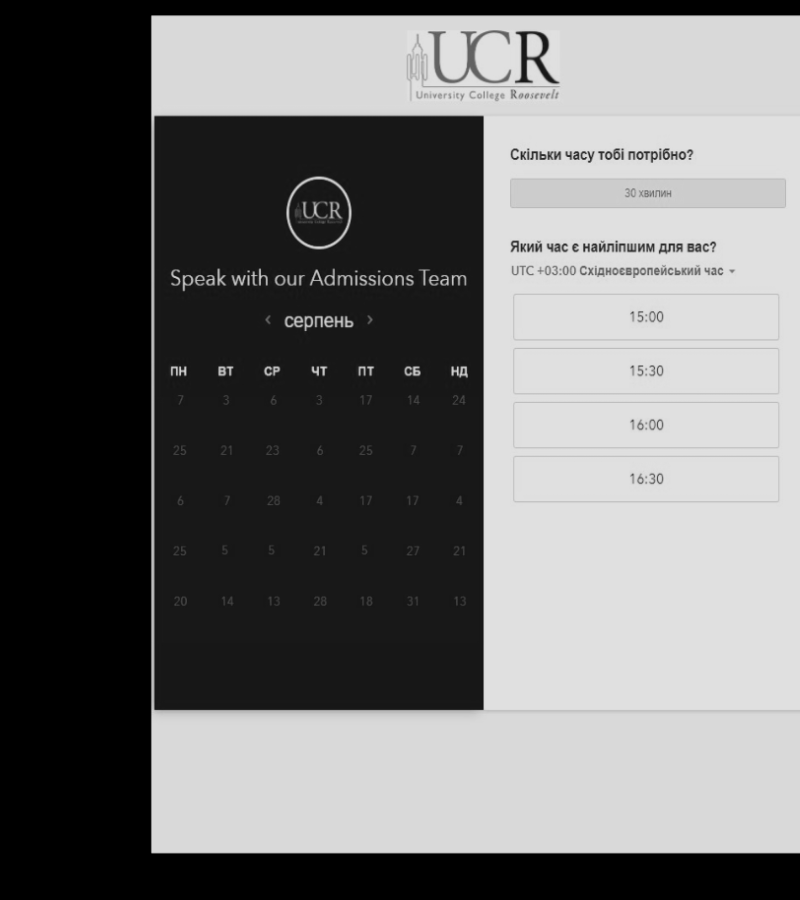 UCR
University College Roosevelt
UCR
Speak with our Admissions Team
‹ серпень ›
ПН ВТ СР ЧТ ПТ СБ НД
7 3 6 3 17 14 24
25 21 23 6 25 7 7
6 7 28 4 17 17 4
25 5 5 21 5 27 21
20 14 13 28 18 31 13
Скільки часу тобі потрібно?
30 хвилин
Який час є найліпшим для вас?
UTC +03:00 Східноєвропейський час
15:00
15:30
16:00
16:30